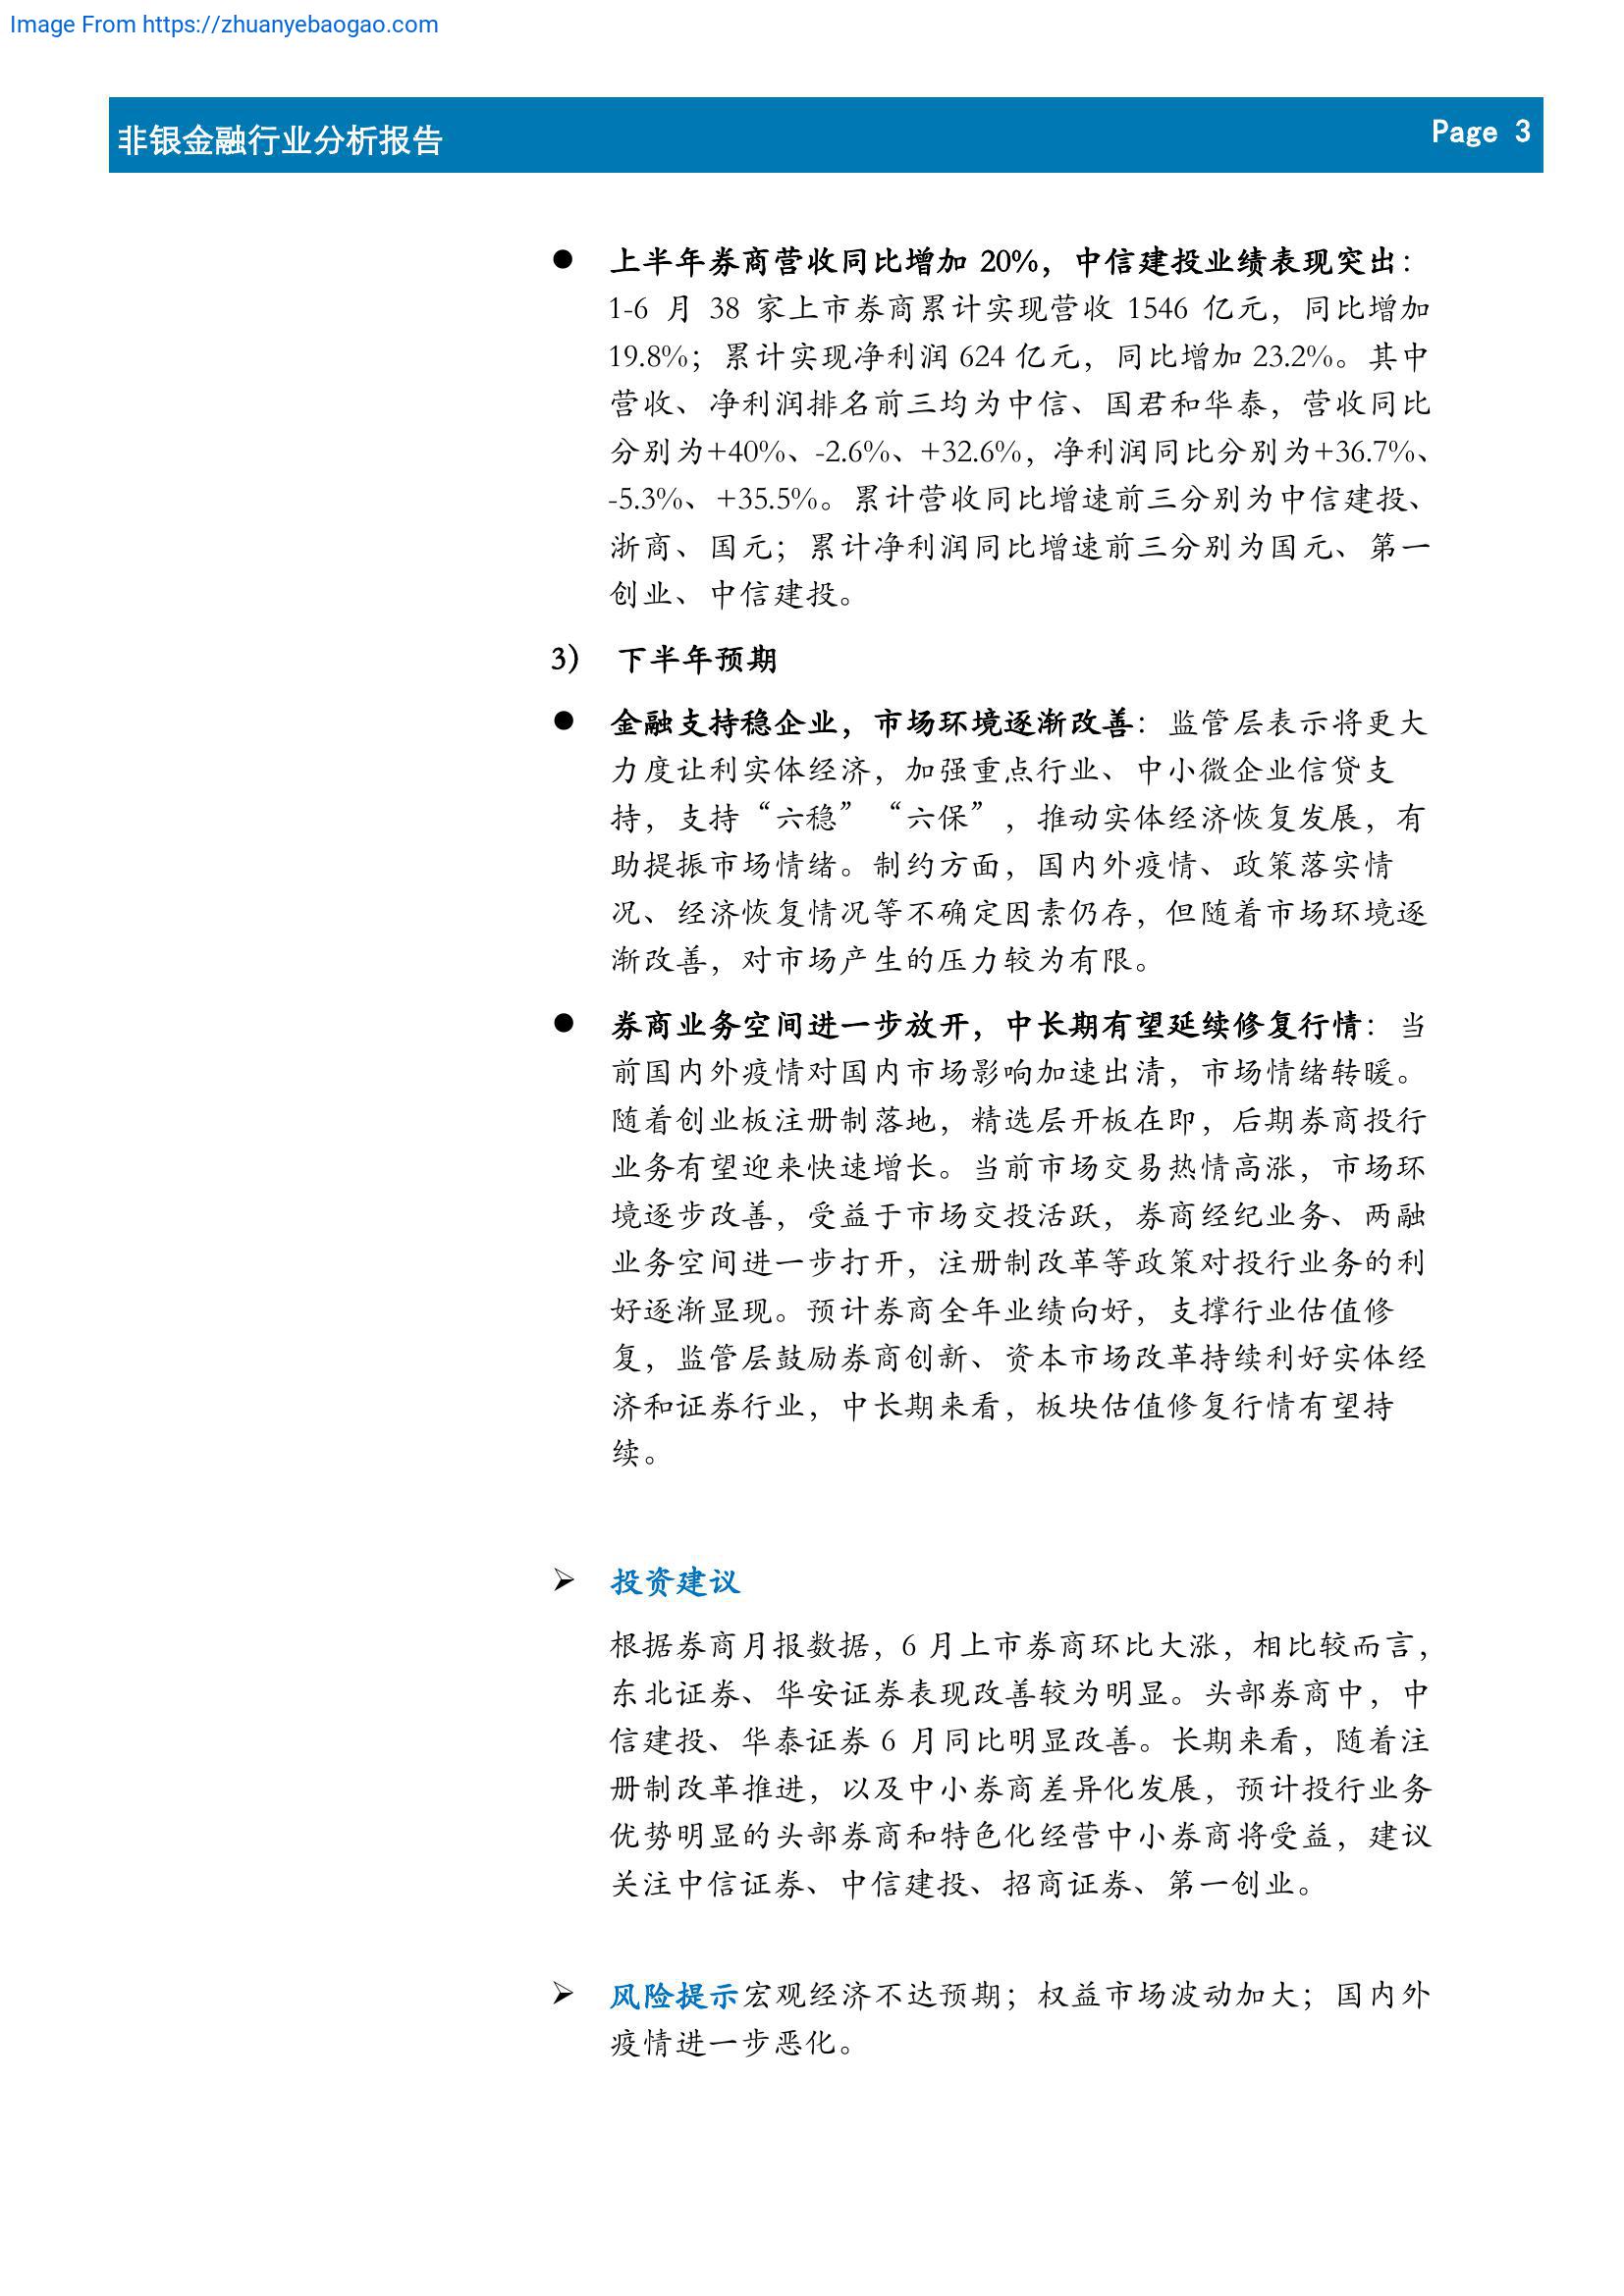 Image From https://zhuanyebaogao.com
非银金融行业分析报告
Page 3
● 上半年券商营收同比增加 20%，中信建投业绩表现突出：
1-6 月 38 家上市券商累计实现营收 1546 亿元，同比增加
19.8%；累计实现净利润 624 亿元，同比增加 23.2%。其中
营收、净利润排名前三均为中信、国君和华泰，营收同比
分别为+40%、-2.6%、+32.6%，净利润同比分别为+36.7%、
-5.3%、+35.5%。累计营收同比增速前三分别为中信建投、
浙商、国元；累计净利润同比增速前三分别为国元、第一
创业、中信建投。
3） 下半年预期
● 金融支持稳企业，市场环境逐渐改善：监管层表示将更大
力度让利实体经济，加强重点行业、中小微企业信贷支
持，支持“六稳”“六保”，推动实体经济恢复发展，有
助提振市场情绪。制约方面，国内外疫情、政策落实情
况、经济恢复情况等不确定因素仍存，但随着市场环境逐
渐改善，对市场产生的压力较为有限。
● 券商业务空间进一步放开，中长期有望延续修复行情：当
前国内外疫情对国内市场影响加速出清，市场情绪转暖。
随着创业板注册制落地，精选层开板在即，后期券商投行
业务有望迎来快速增长。当前市场交易热情高涨，市场环
境逐步改善，受益于市场交投活跃，券商经纪业务、两融
业务空间进一步打开，注册制改革等政策对投行业务的利
好逐渐显现。预计券商全年业绩向好，支撑行业估值修
复，监管层鼓励券商创新、资本市场改革持续利好实体经
济和证券行业，中长期来看，板块估值修复行情有望持
续。
➢ 投资建议
根据券商月报数据，6 月上市券商环比大涨，相比较而言，
东北证券、华安证券表现改善较为明显。头部券商中，中
信建投、华泰证券 6 月同比明显改善。长期来看，随着注
册制改革推进，以及中小券商差异化发展，预计投行业务
优势明显的头部券商和特色化经营中小券商将受益，建议
关注中信证券、中信建投、招商证券、第一创业。
➢ 风险提示宏观经济不达预期；权益市场波动加大；国内外
疫情进一步恶化。